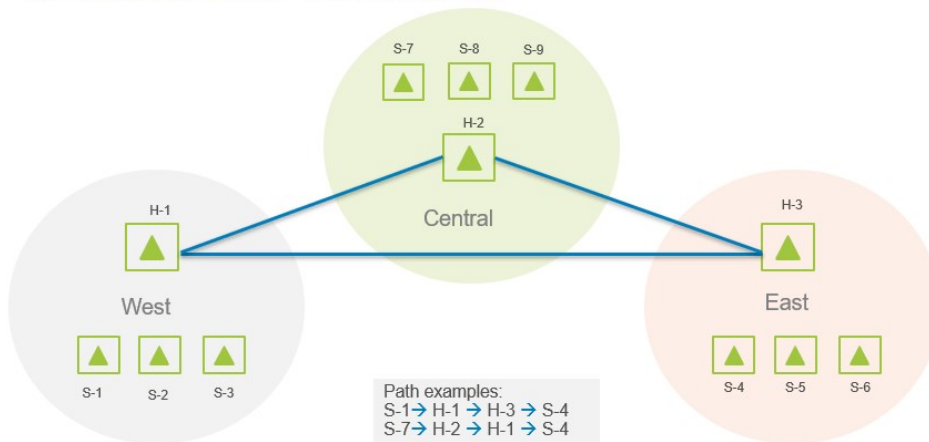 S-7 S-8 S-9
H-2
Central
H-1
H-3
West
East
S-1 S-2 S-3
S-4 S-5 S-6
Path examples:
S-1→ H-1 → H-3 → S-4
S-7→ H-2 → H-1 → S-4